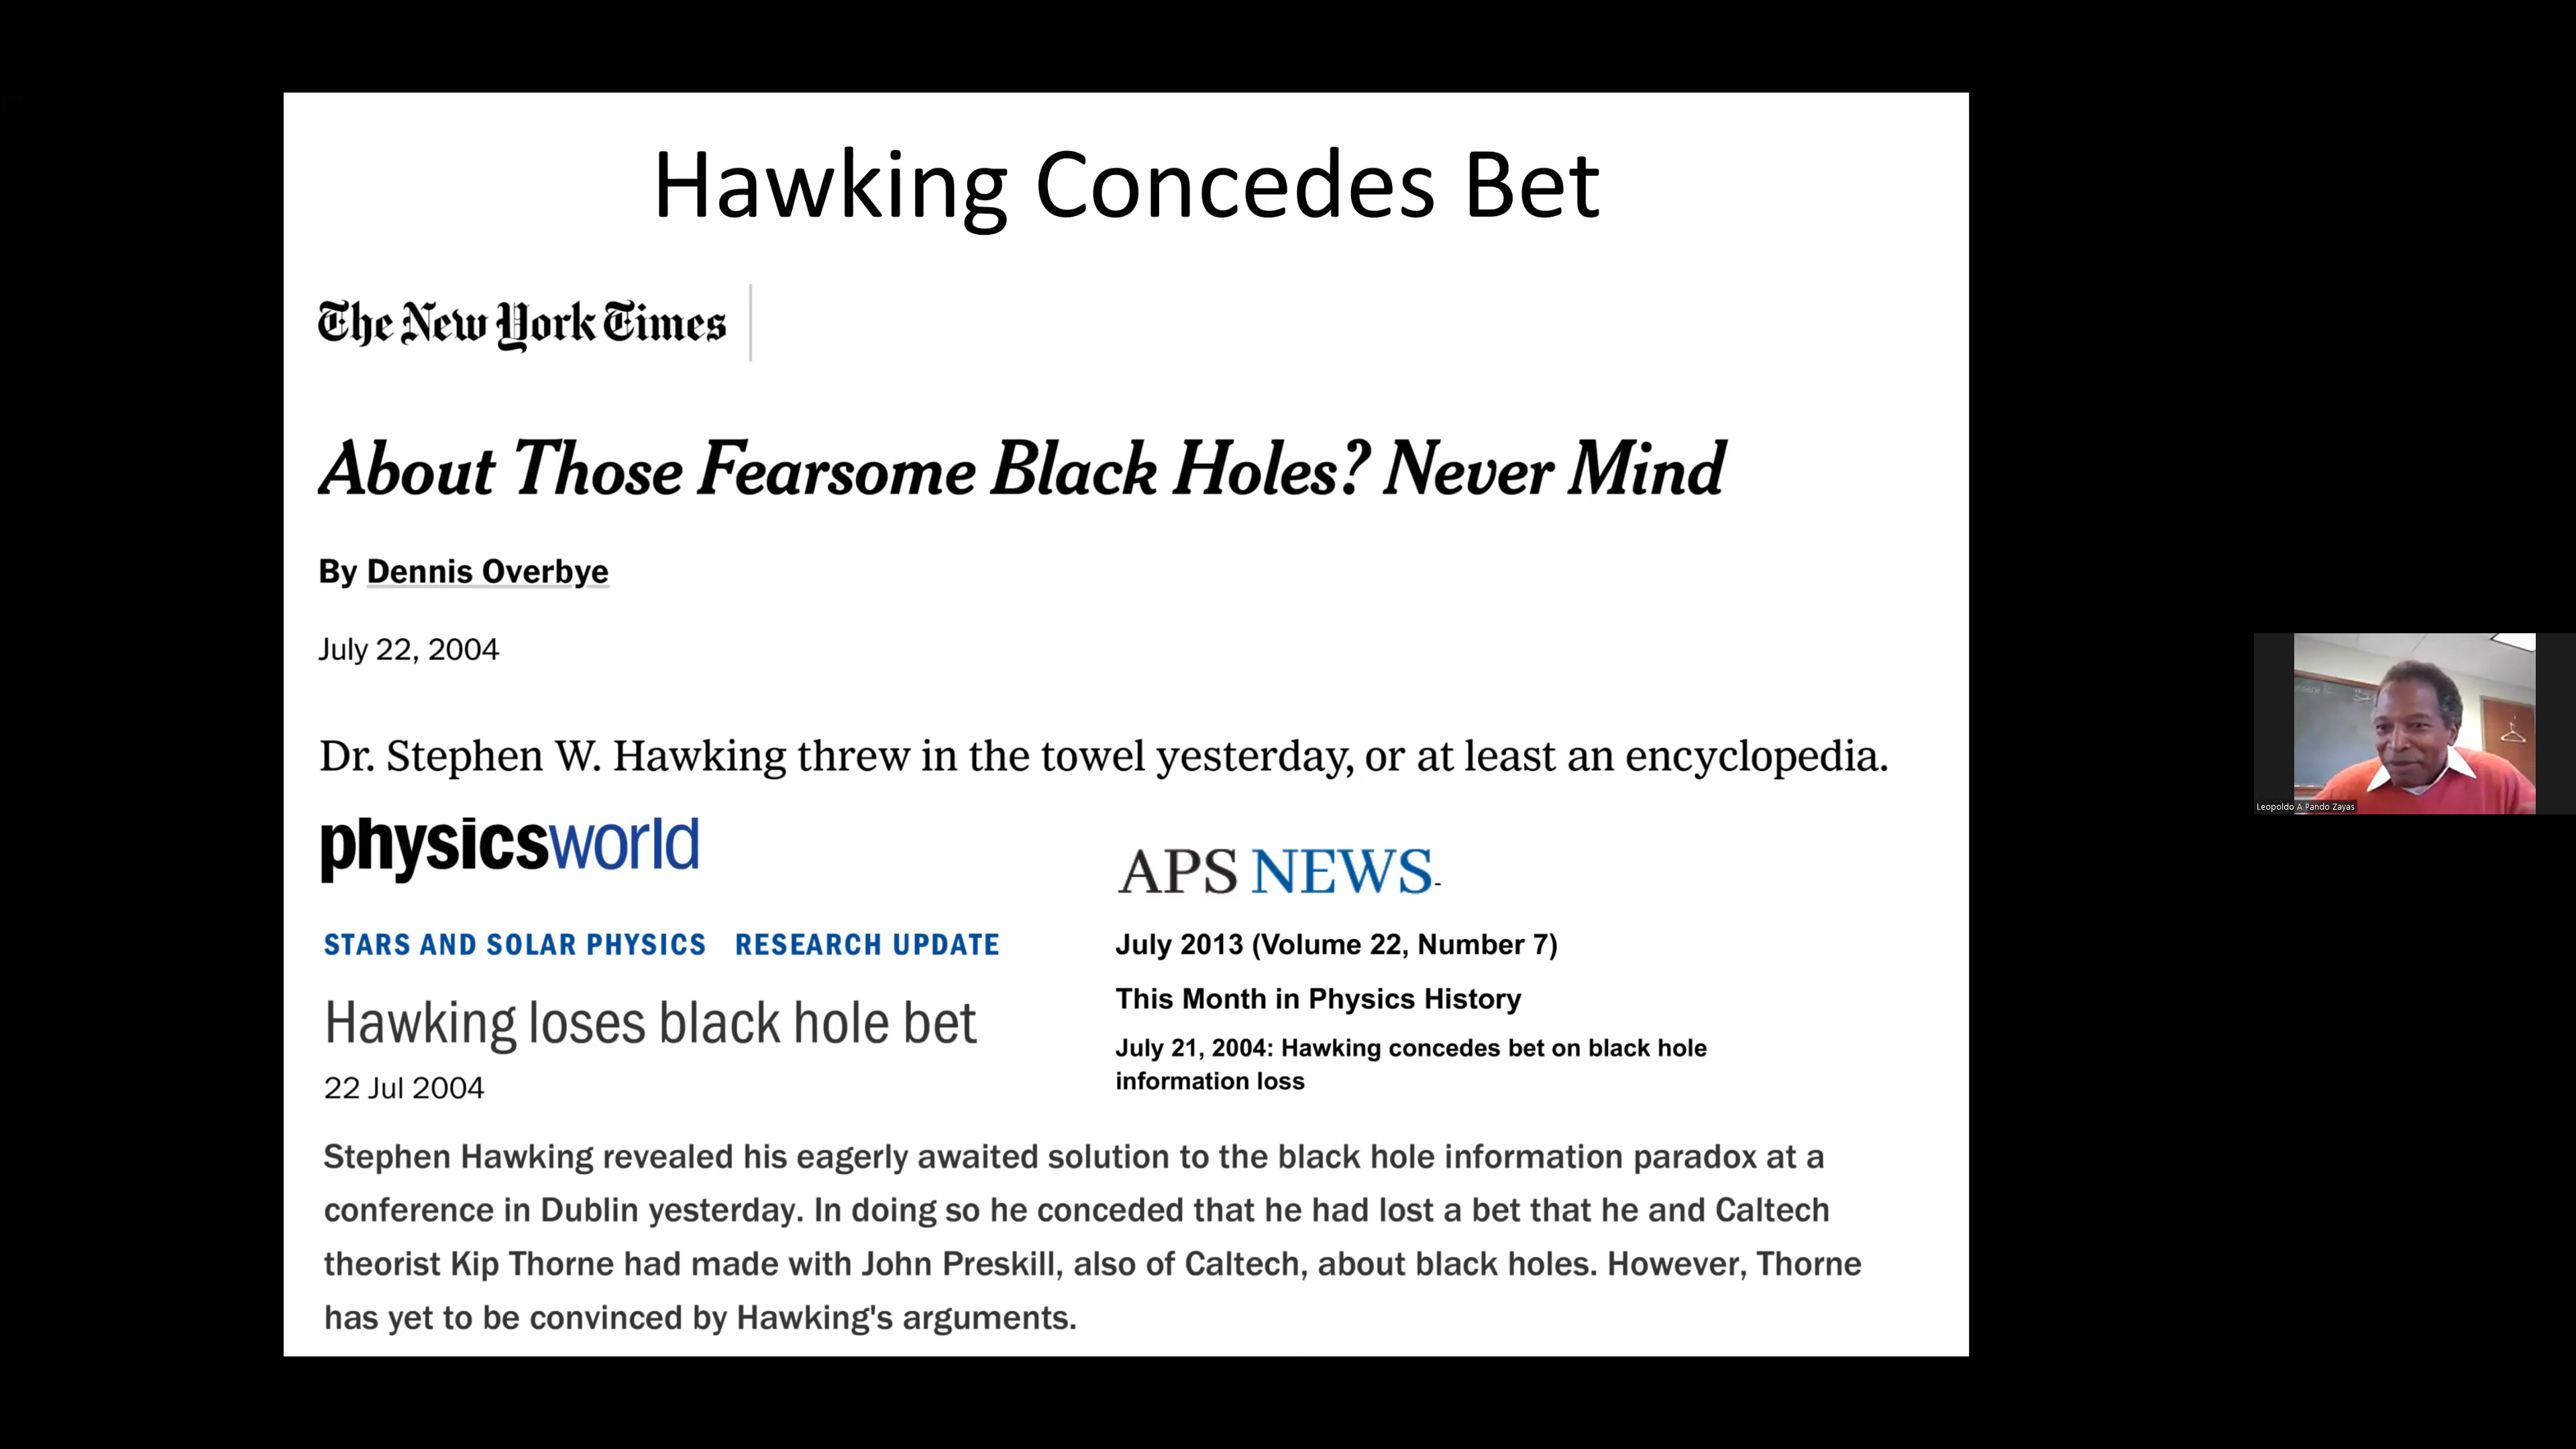 Hawking Concedes Bet
The New York Times
About Those Fearsome Black Holes? Never Mind
By Dennis Overbye
July 22, 2004
Dr. Stephen W. Hawking threw in the towel yesterday, or at least an encyclopedia.
physicsworld
STARS AND SOLAR PHYSICS RESEARCH UPDATE
Hawking loses black hole bet
22 Jul 2004
APS NEWS-
July 2013 (Volume 22, Number 7)
This Month in Physics History
July 21, 2004: Hawking concedes bet on black hole
information loss
Stephen Hawking revealed his eagerly awaited solution to the black hole information paradox at a
conference in Dublin yesterday. In doing so he conceded that he had lost a bet that he and Caltech
theorist Kip Thorne had made with John Preskill, also of Caltech, about black holes. However, Thorne
has yet to be convinced by Hawking's arguments.
Leopoldo A Pando Zayas